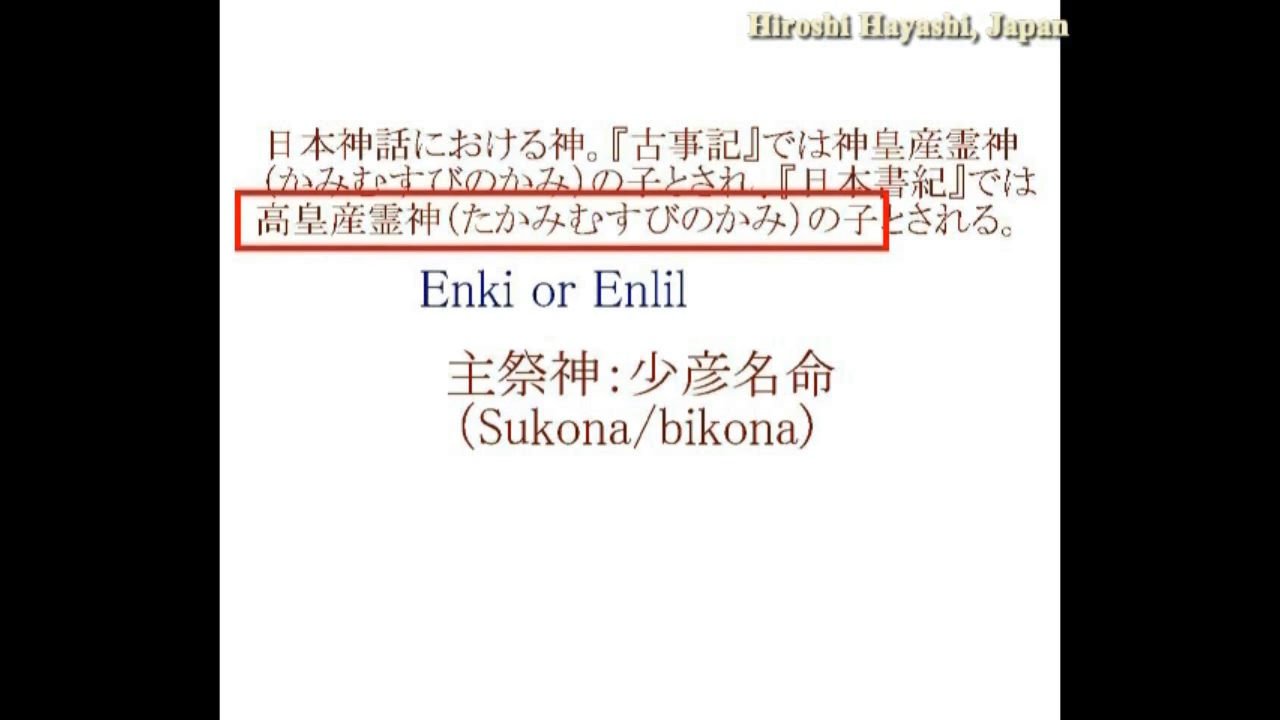 Hiroshi Hayashi, Japan
日本神話における神。『古事記』では神皇産霊神
(かみむすびのかみ)の子とされ、『日本書紀』では
高皇産霊神(たかみむすびのかみ)の子とされる。
Enki or Enlil
主祭神:少彦名命
(Sukona/bikona)